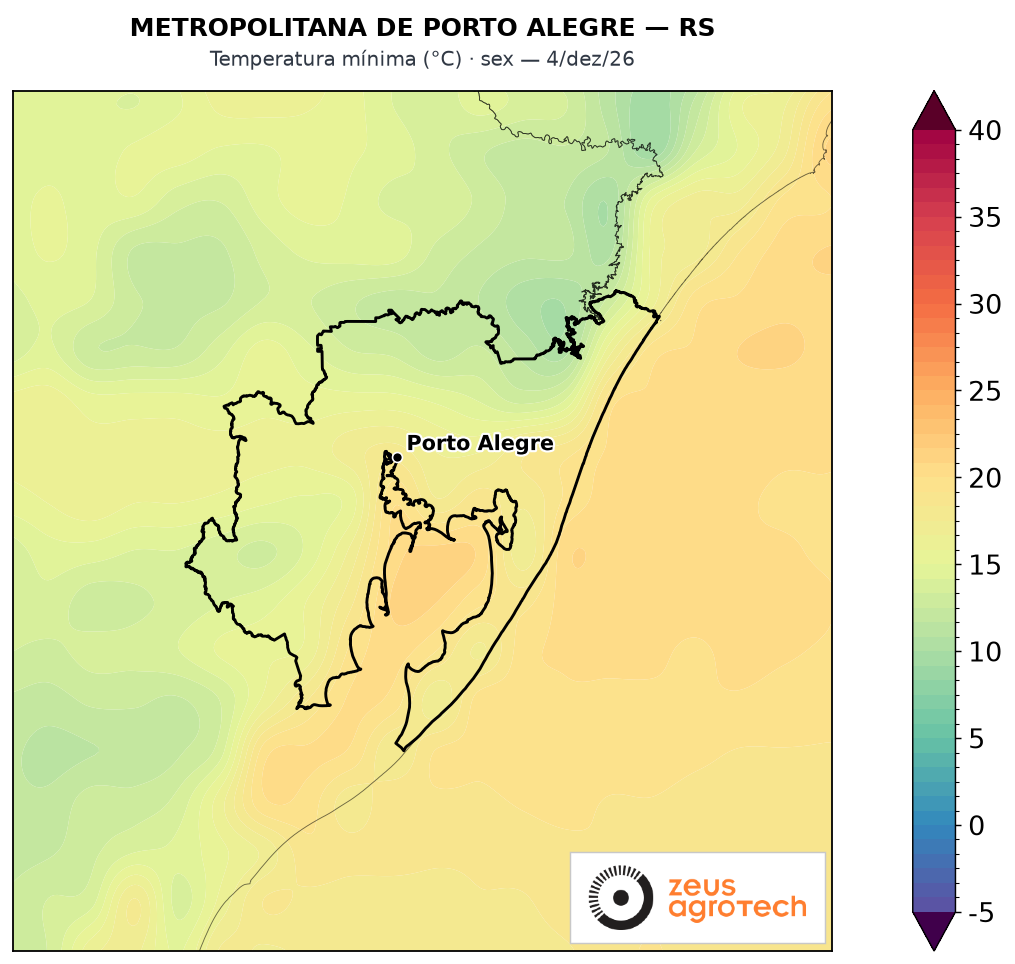 METROPOLITANA DE PORTO ALEGRE — RS
Temperatura mínima (°C) · sex — 4/dez/26
Porto Alegre
40
35
30
25
20
15
10
5
0
-5
zeus
agrotech